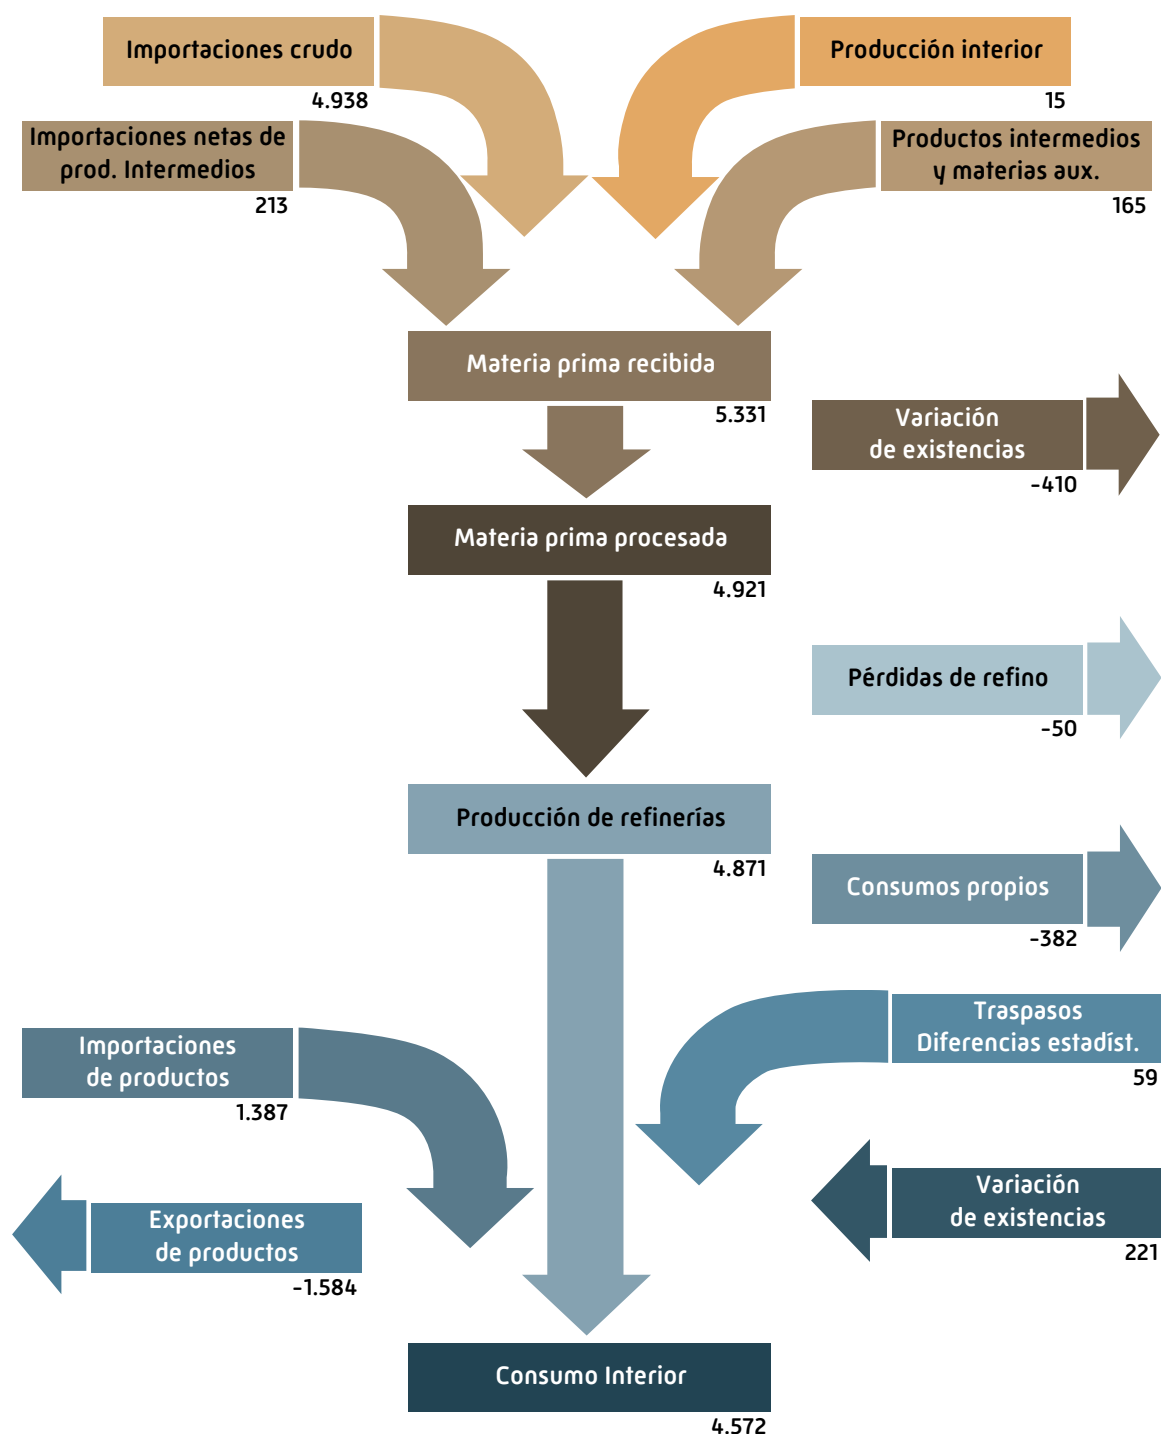 Importaciones crudo
4.938
Producción interior
15
Importaciones netas de
prod. Intermedios
213
Productos intermedios
y materias aux.
165
Materia prima recibida
5.331
Variación
de existencias
-410
Materia prima procesada
4.921
Pérdidas de refino
-50
Producción de refinerías
4.871
Consumos propios
-382
Traspasos
Diferencias estadíst.
59
Importaciones
de productos
1.387
Variación
de existencias
221
Exportaciones
de productos
-1.584
Consumo Interior
4.572